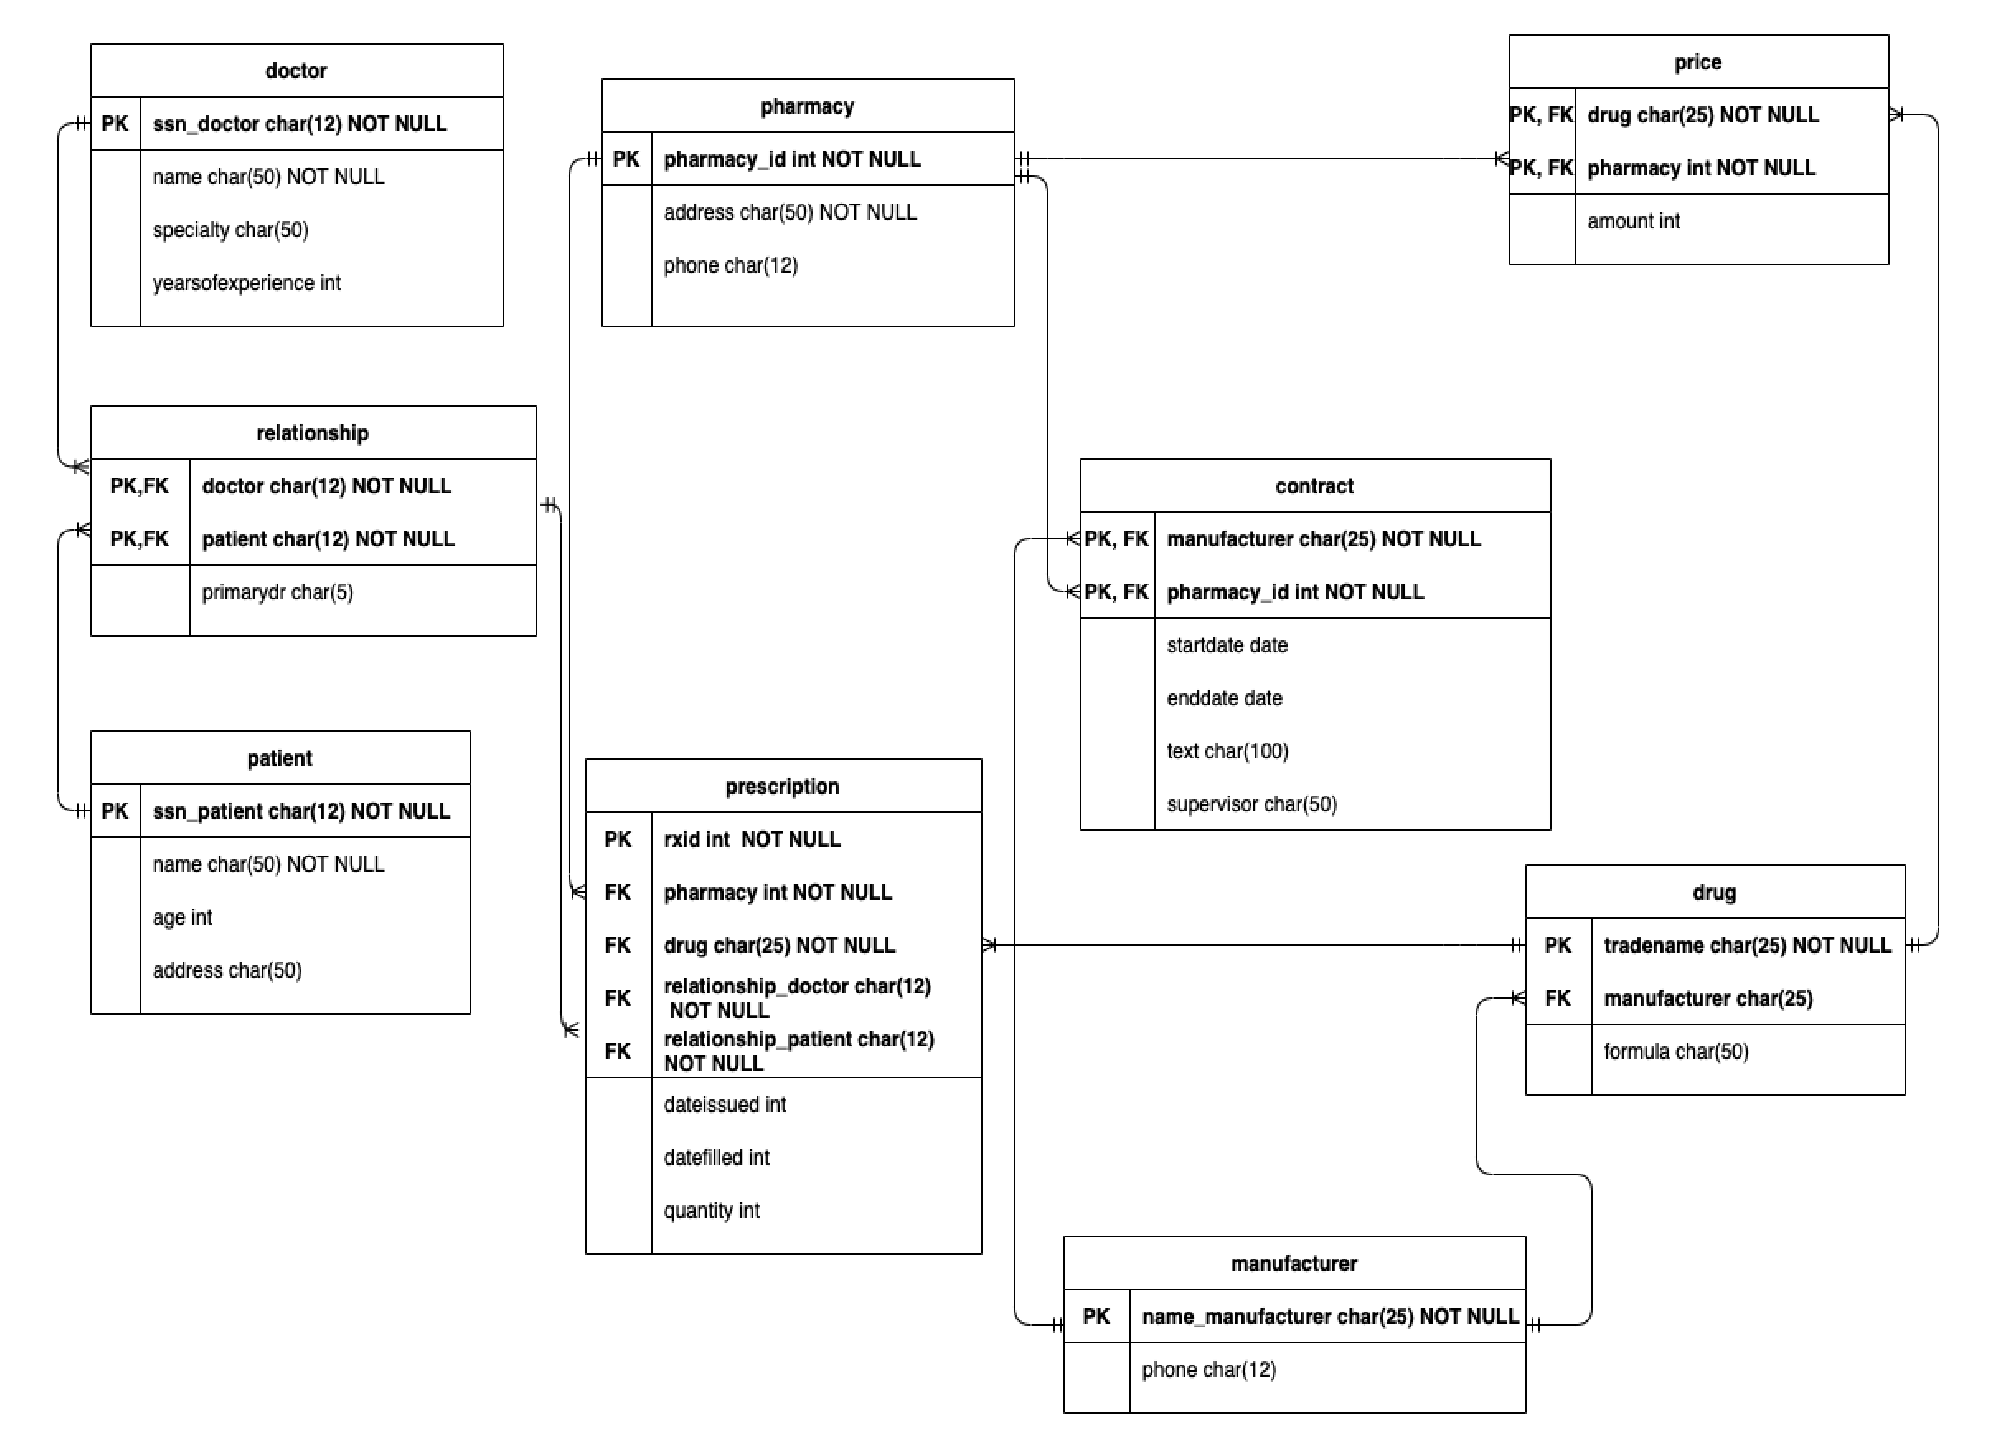 doctor
PK ssn_doctor char(12) NOT NULL
name char(50) NOT NULL
specialty char(50)
yearsofexperience int
pharmacy
PK pharmacy_id int NOT NULL
address char(50) NOT NULL
phone char(12)
price
PK, FK drug char(25) NOT NULL
PK, FK pharmacy int NOT NULL
amount int
relationship
PK,FK doctor char(12) NOT NULL
PK,FK patient char(12) NOT NULL
primarydr char(5)
contract
PK, FK manufacturer char(25) NOT NULL
PK, FK pharmacy_id int NOT NULL
startdate date
enddate date
text char(100)
supervisor char(50)
patient
PK ssn_patient char(12) NOT NULL
name char(50) NOT NULL
age int
address char(50)
prescription
PK rxid int NOT NULL
FK pharmacy int NOT NULL
FK drug char(25) NOT NULL
FK relationship_doctor char(12)
NOT NULL
FK relationship_patient char(12)
NOT NULL
dateissued int
datefilled int
quantity int
drug
PK tradename char(25) NOT NULL
FK manufacturer char(25)
formula char(50)
manufacturer
PK name_manufacturer char(25) NOT NULL
phone char(12)